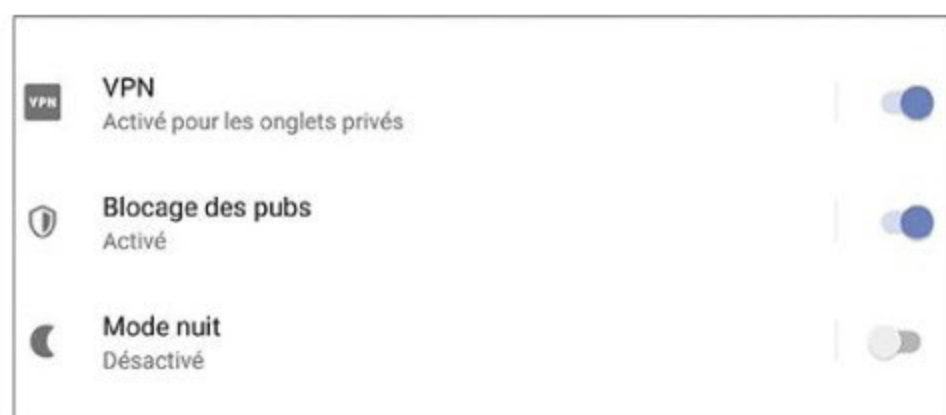 VPN
VPN
Activé pour les onglets privés
Blocage des pubs
Activé
Mode nuit
Désactivé